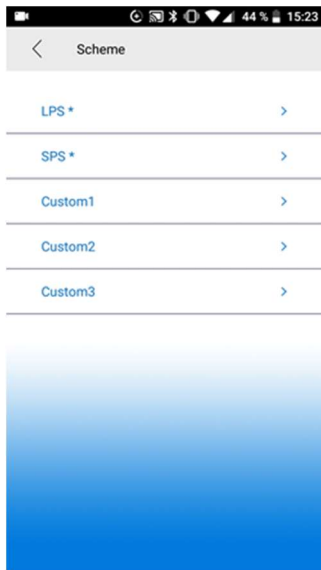 44 % 15:23
Scheme
LPS *
SPS *
Custom1
Custom2
Custom3